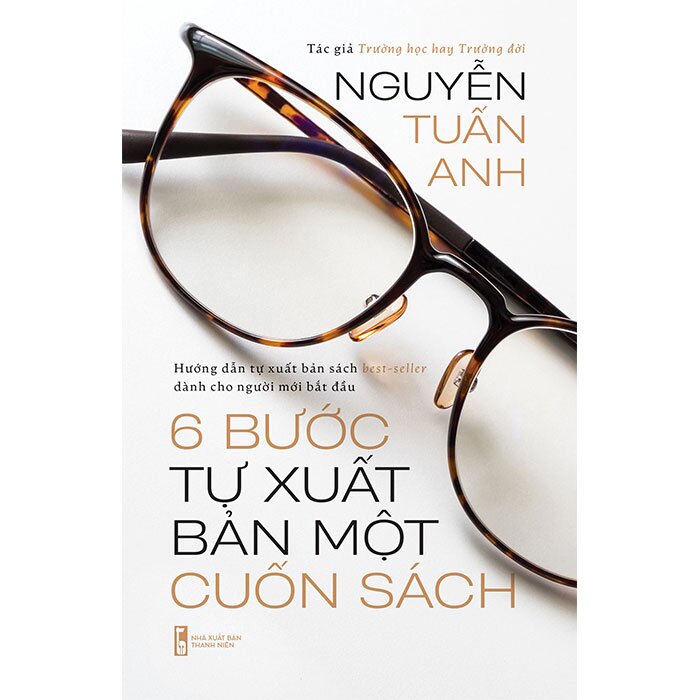 Tác giả Trường học hay Trường đời
NGUYỄN
TUẤN
ANH
Hướng dẫn tự xuất bản sách best-seller
dành cho người mới bắt đầu
6 BƯỚC
TỰ XUẤT
BẢN MỘT
CUỐN SÁCH
NHÀ XUẤT BẢN
THANH NIÊN